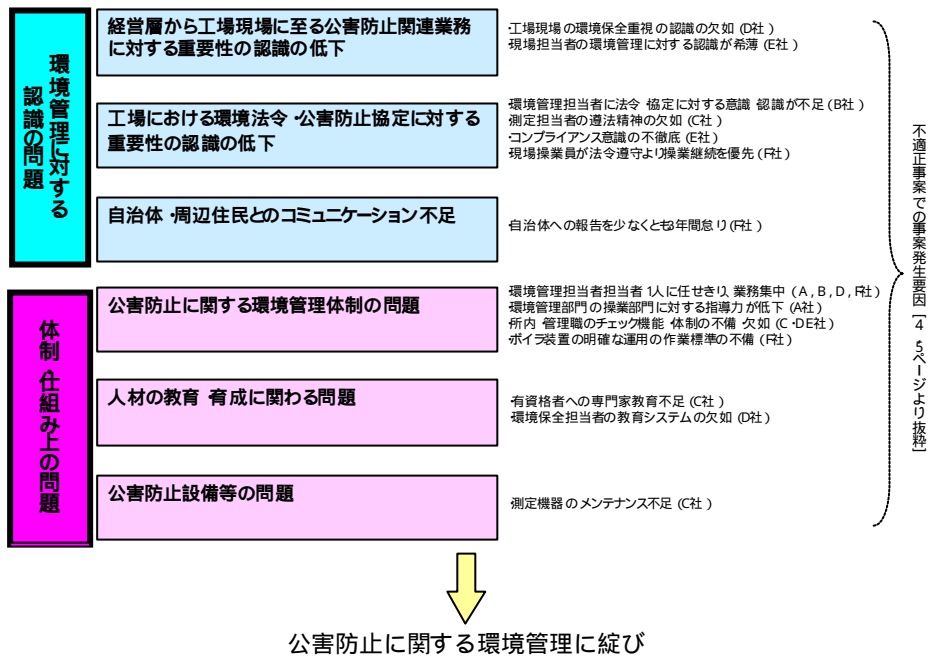 環境管理に対する
認識の問題
経営層から工場現場に至る公害防止関連業務
に対する重要性の認識の低下
・工場現場の環境保全重視の認識の欠如 (D社)
・現場担当者の環境管理に対する認識が希薄 (E社)
工場における環境法令・公害防止協定に対する
重要性の認識の低下
・環境管理担当者に法令・協定に対する意識・認識が不足 (B社)
・測定担当者の遵法精神の欠如 (C社)
・コンプライアンス意識の不徹底 (E社)
・現場操業員が法令遵守より操業継続を優先 (F社)
自治体・周辺住民とのコミュニケーション不足
・自治体への報告を少なくとも3年間怠り (F社)
体制・仕組み上の問題
公害防止に関する環境管理体制の問題
・環境管理担当者担当者1人に任せきり、業務集中 (A, B, D, F社)
・環境管理部門の操業部門に対する指導力が低下 (A社)
・所内・管理職のチェック機能・体制の不備・欠如 (C・DE社)
・ボイラ装置の明確な運用の作業標準の不備 (F社)
人材の教育・育成に関わる問題
・有資格者への専門家教育不足 (C社)
・環境保全担当者の教育システムの欠如 (D社)
公害防止設備等の問題
・測定機器のメンテナンス不足 (C社)
不適正事案での事案発生要因[4・5ページより抜粋]
公害防止に関する環境管理に綻び